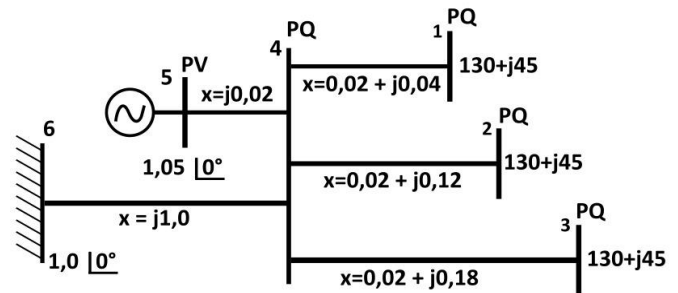 PQ
1
130+j45
x=0,02 + j0,04
PQ
4
PV
5
x=j0,02
1,05 |0°
PQ
2
130+j45
x=0,02 + j0,12
6
x = j1,0
1,0 |0°
PQ
3
130+j45
x=0,02 + j0,18